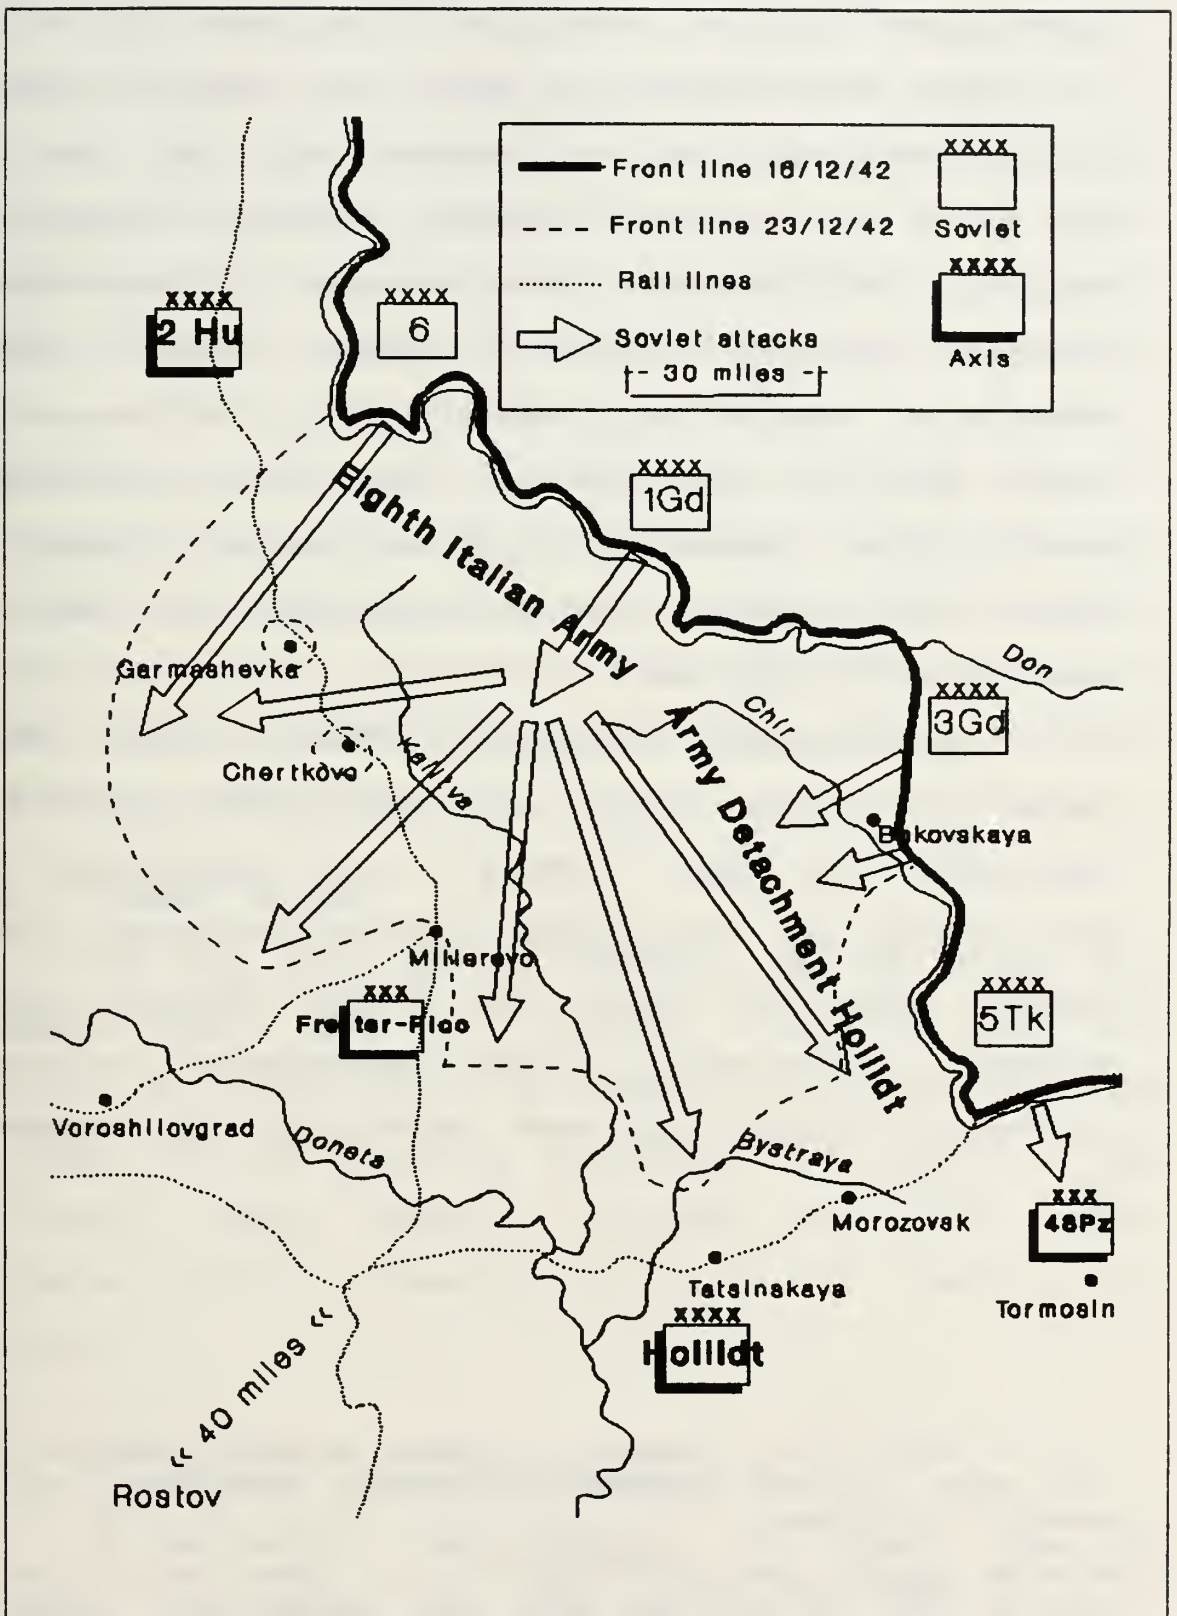 XXXX
Front line 16/12/42
Front line 23/12/42
Soviet
XXXX
Rail lines
Soviet attacks
30 miles
Axis
XXXX
2 Hu
XXXX
6
XXXX
1Gd
Eighth Italian Army
Don
XXXX
3Gd
Garmashevka
Chir
Army Detachment Hollidt
Chertkovo
Kalitva
Bokovskaya
Millerovo
XXX
Fretter-Pico
XXXX
5Tk
Voroshilovgrad
Donets
Bystraya
Morozovsk
XXX
48Pz
Tatsinskaya
Tormosin
XXXX
Hollidt
<< 40 miles <<
Rostov